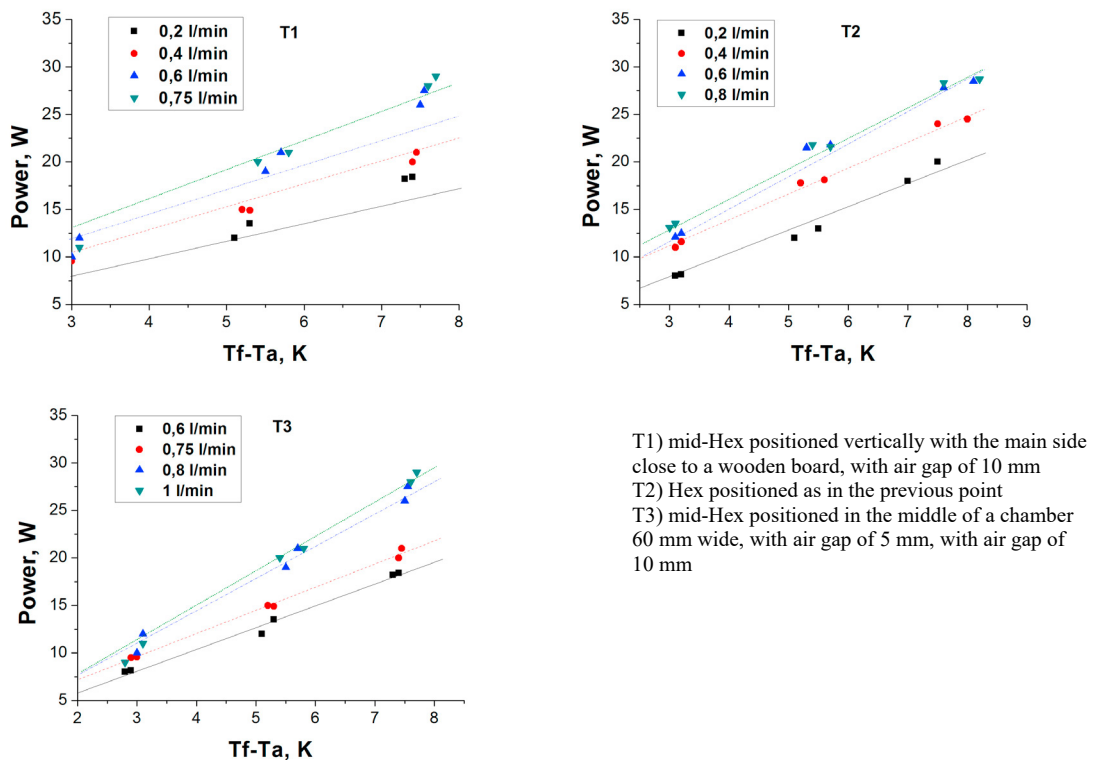 T1
0,2 l/min
0,4 l/min
0,6 l/min
0,75 l/min
35
30
25
20
15
10
5
Power, W
3
4
5
6
7
8
Tf-Ta, K
T2
0,2 l/min
0,4 l/min
0,6 l/min
0,8 l/min
35
30
25
20
15
10
5
Power, W
3
4
5
6
7
8
9
Tf-Ta, K
T3
0,6 l/min
0,75 l/min
0,8 l/min
1 l/min
35
30
25
20
15
10
5
Power, W
2
3
4
5
6
7
8
Tf-Ta, K
T1) mid-Hex positioned vertically with the main side
close to a wooden board, with air gap of 10 mm
T2) Hex positioned as in the previous point
T3) mid-Hex positioned in the middle of a chamber
60 mm wide, with air gap of 5 mm, with air gap of
10 mm